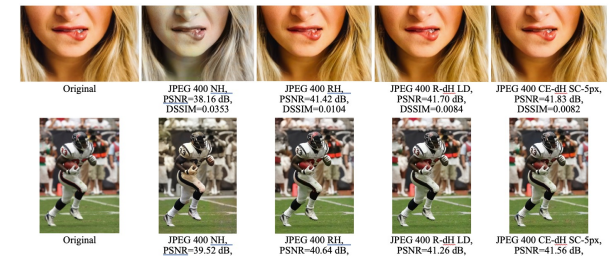 Original
JPEG 400 NH,
PSNR=38.16 dB,
DSSIM=0.0353
JPEG 400 RH,
PSNR=41.42 dB,
DSSIM=0.0104
JPEG 400 R-dH LD,
PSNR=41.70 dB,
DSSIM=0.0084
JPEG 400 CE-dH SC-5px,
PSNR=41.83 dB,
DSSIM=0.0082
Original
JPEG 400 NH,
PSNR=39.52 dB,
JPEG 400 RH,
PSNR=40.64 dB,
JPEG 400 R-dH LD,
PSNR=41.26 dB,
JPEG 400 CE-dH SC-5px,
PSNR=41.56 dB,